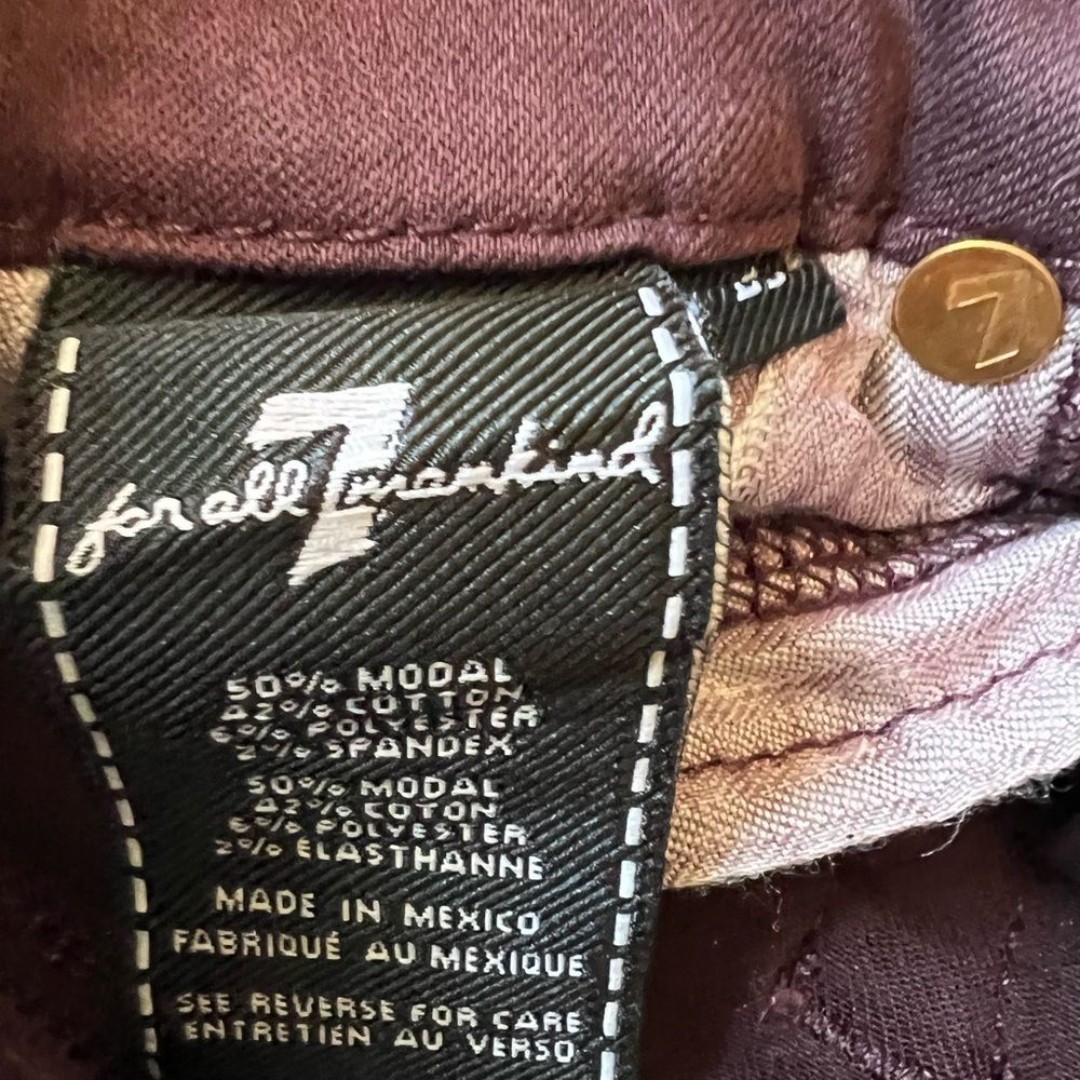 7
for all mankind
7
50% MODAL
42% COTTON
6% POLYESTER
2% SPANDEX
50% MODAL
42% COTON
6% POLYESTER
2% ELASTHANNE
MADE IN MEXICO
FABRIQUÉ AU MEXIQUE
SEE REVERSE FOR CARE
ENTRETIEN AU VERSO